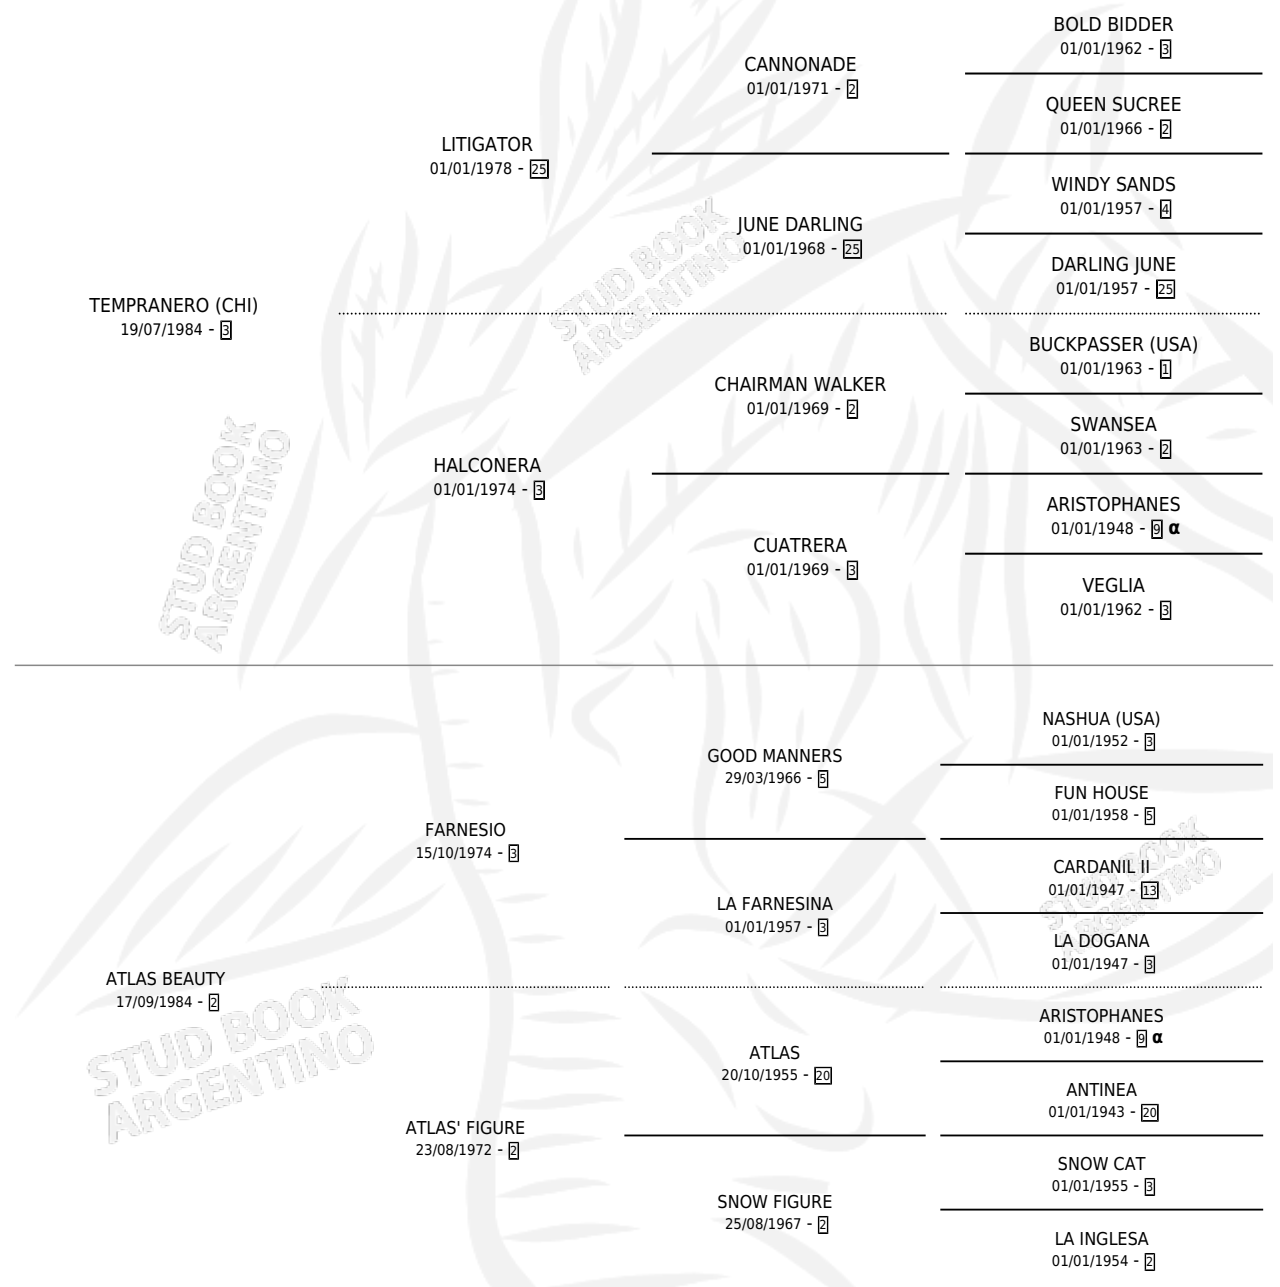 BOLD BIDDER
01/01/1962 - 3
CANNONADE
01/01/1971 - 2
QUEEN SUCREE
01/01/1966 - 2
LITIGATOR
01/01/1978 - 25
WINDY SANDS
01/01/1957 - 4
JUNE DARLING
01/01/1968 - 25
DARLING JUNE
01/01/1957 - 25
STUD BOOK
ARGENTINO
TEMPRANERO (CHI)
19/07/1984 - 3
BUCKPASSER (USA)
01/01/1963 - 1
CHAIRMAN WALKER
01/01/1969 - 2
SWANSEA
01/01/1963 - 2
HALCONERA
01/01/1974 - 3
ARISTOPHANES
01/01/1948 - 9 α
CUATRERA
01/01/1969 - 3
VEGLIA
01/01/1962 - 3
STUD BOOK
ARGENTINO
NASHUA (USA)
01/01/1952 - 3
GOOD MANNERS
29/03/1966 - 5
FUN HOUSE
01/01/1958 - 5
FARNESIO
15/10/1974 - 3
CARDANIL II
01/01/1947 - 13
LA FARNESINA
01/01/1957 - 3
LA DOGANA
01/01/1947 - 3
STUD BOOK
ARGENTINO
ATLAS BEAUTY
17/09/1984 - 2
ARISTOPHANES
01/01/1948 - 9 α
ATLAS
20/10/1955 - 20
ANTINEA
01/01/1943 - 20
STUD BOOK
ARGENTINO
ATLAS' FIGURE
23/08/1972 - 2
SNOW CAT
01/01/1955 - 3
SNOW FIGURE
25/08/1967 - 2
LA INGLESA
01/01/1954 - 2